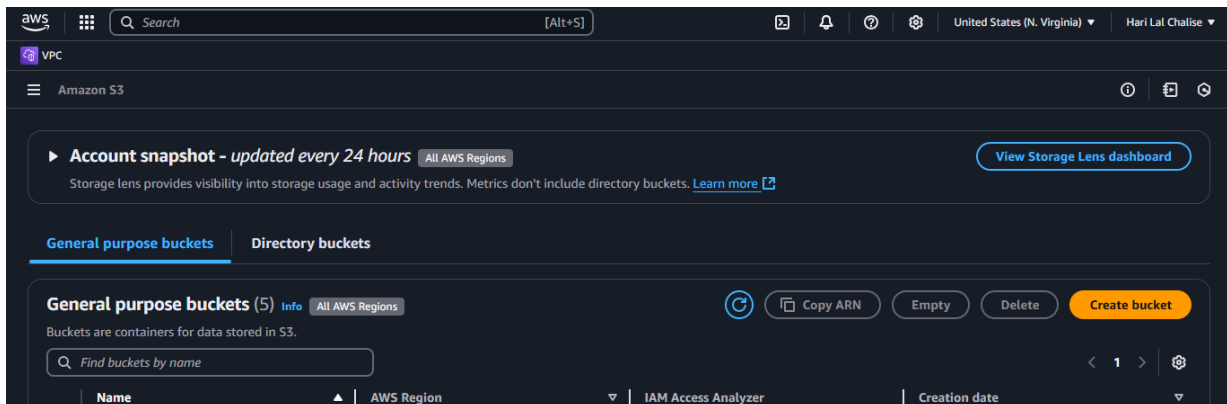 aws Search [Alt+S] United States (N. Virginia) ▼ Hari Lal Chalise ▼
VPC
Amazon S3
Account snapshot - updated every 24 hours All AWS Regions View Storage Lens dashboard
Storage lens provides visibility into storage usage and activity trends. Metrics don't include directory buckets. Learn more
General purpose buckets Directory buckets
General purpose buckets (5) Info All AWS Regions Copy ARN Empty Delete Create bucket
Buckets are containers for data stored in S3.
Find buckets by name < 1 >
Name AWS Region IAM Access Analyzer Creation date